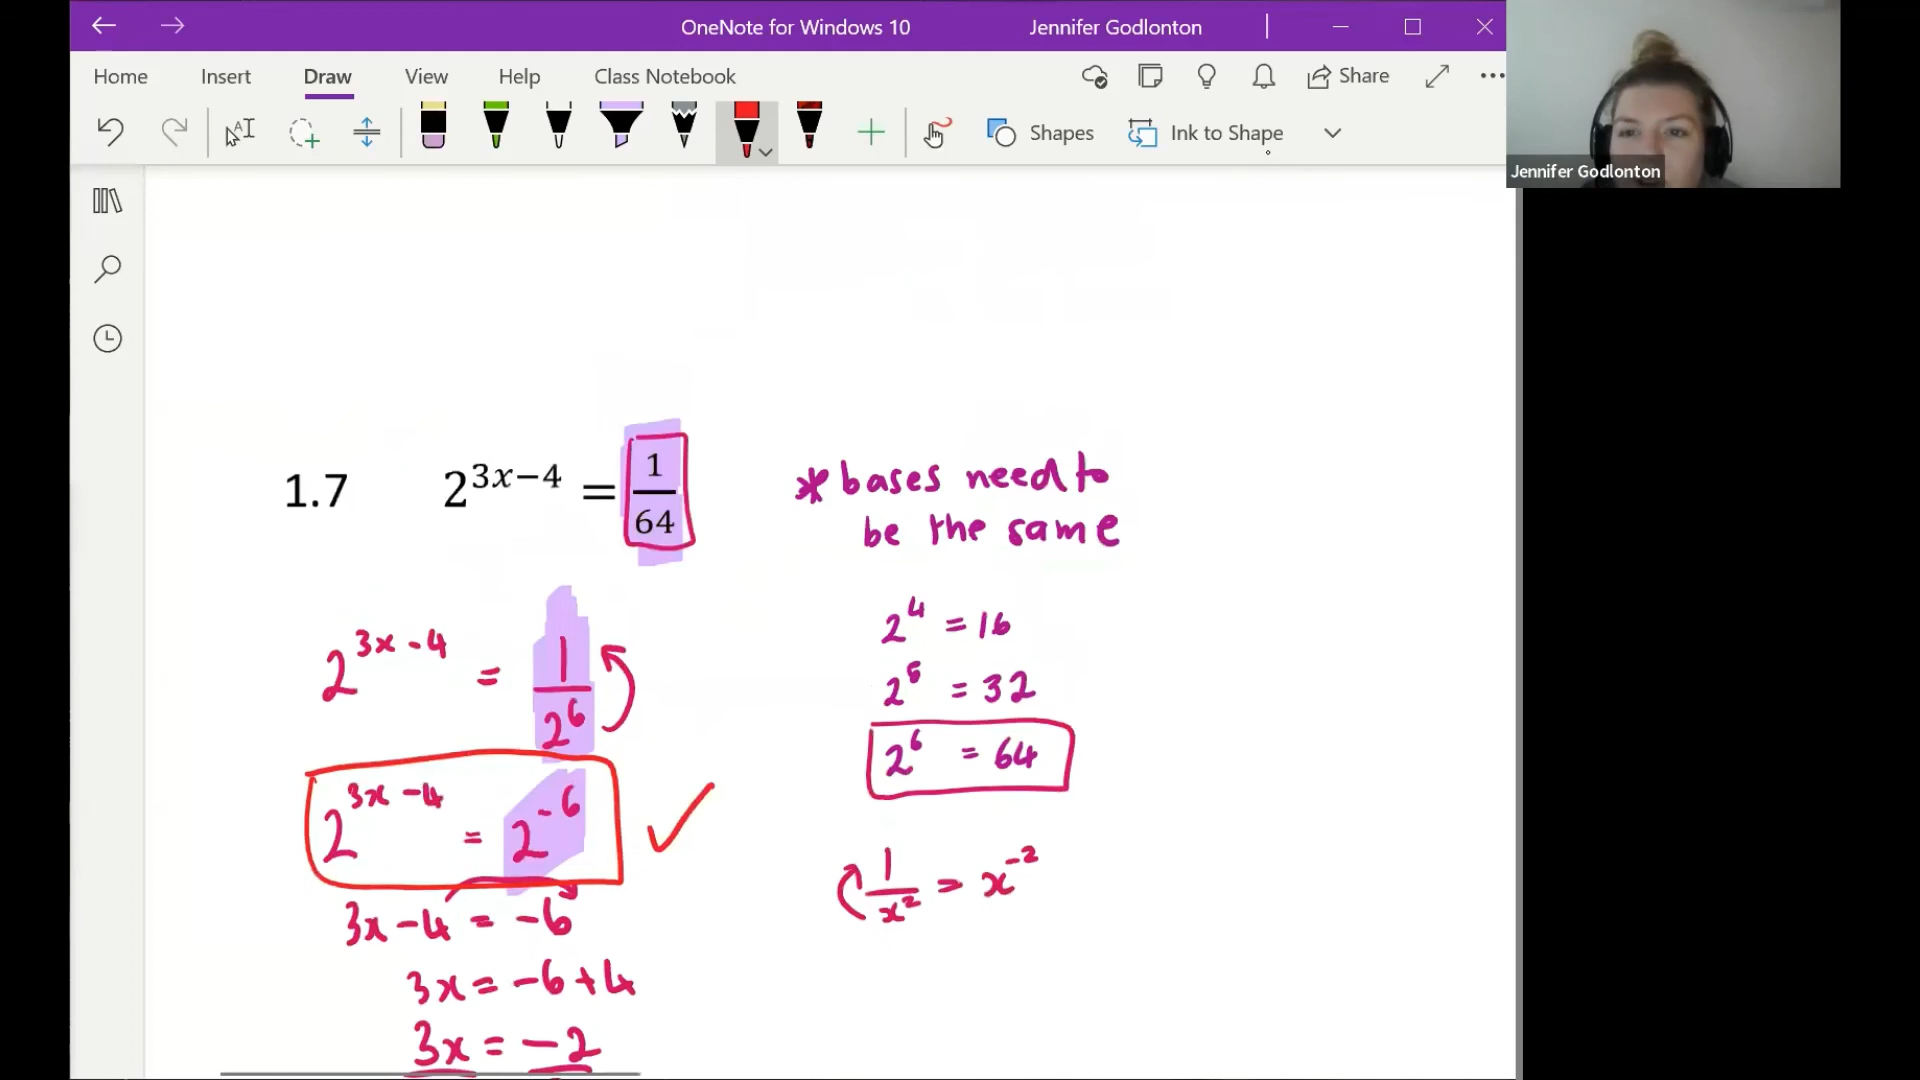 OneNote for Windows 10
Jennifer Godlonton
Home Insert Draw View Help Class Notebook Share
Shapes Ink to Shape
Jennifer Godlonton
1.7 2^{3x−4} = 1/64
* bases need to
be the same
2^4 = 16
2^5 = 32
2^6 = 64
2^{3x-4} = 1/2^6
2^{3x-4} = 2^{-6}
1/x^2 = x^{-2}
3x-4 = -6
3x = -6+4
3x = -2